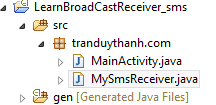 LearnBroadCastReceiver_sms
src
tranduythanh.com
MainActivity.java
MySmsReceiver.java
gen [Generated Java Files]